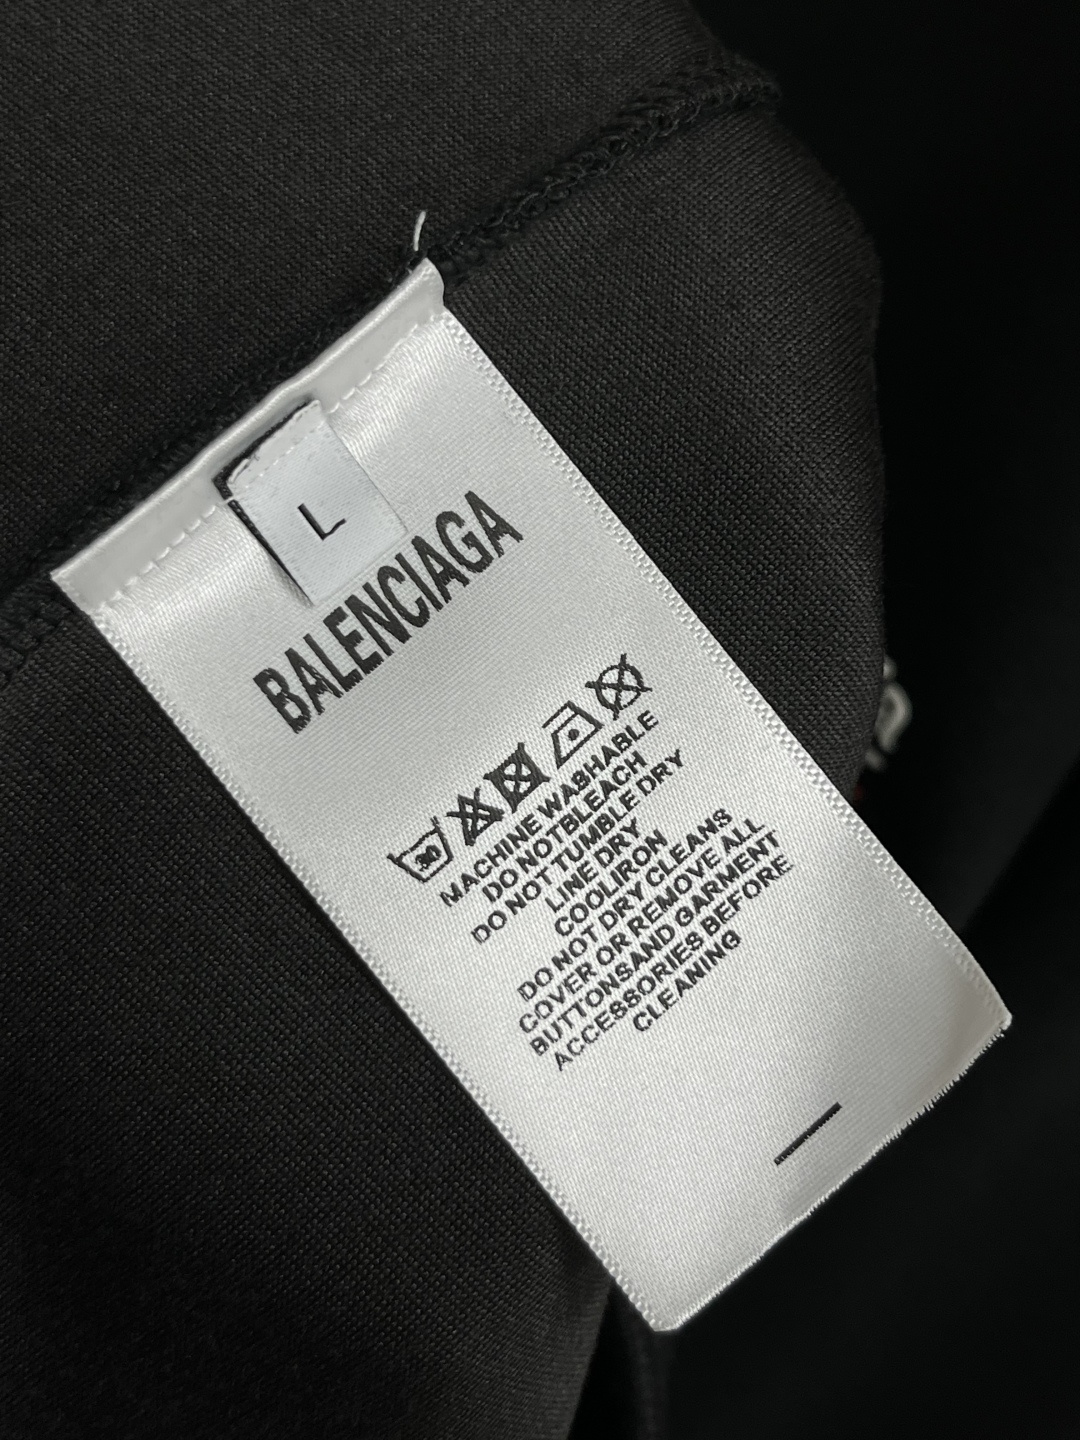 L
BALENCIAGA
30
MACHINE WASHABLE
DO NOTBLEACH
DO NOT TUMBLE DRY
LINE DRY
COOLIRON
DO NOT DRY CLEANS
COVER OR REMOVE ALL
BUTTONSAND GARMENT
ACCESSORIES BEFORE
CLEANING